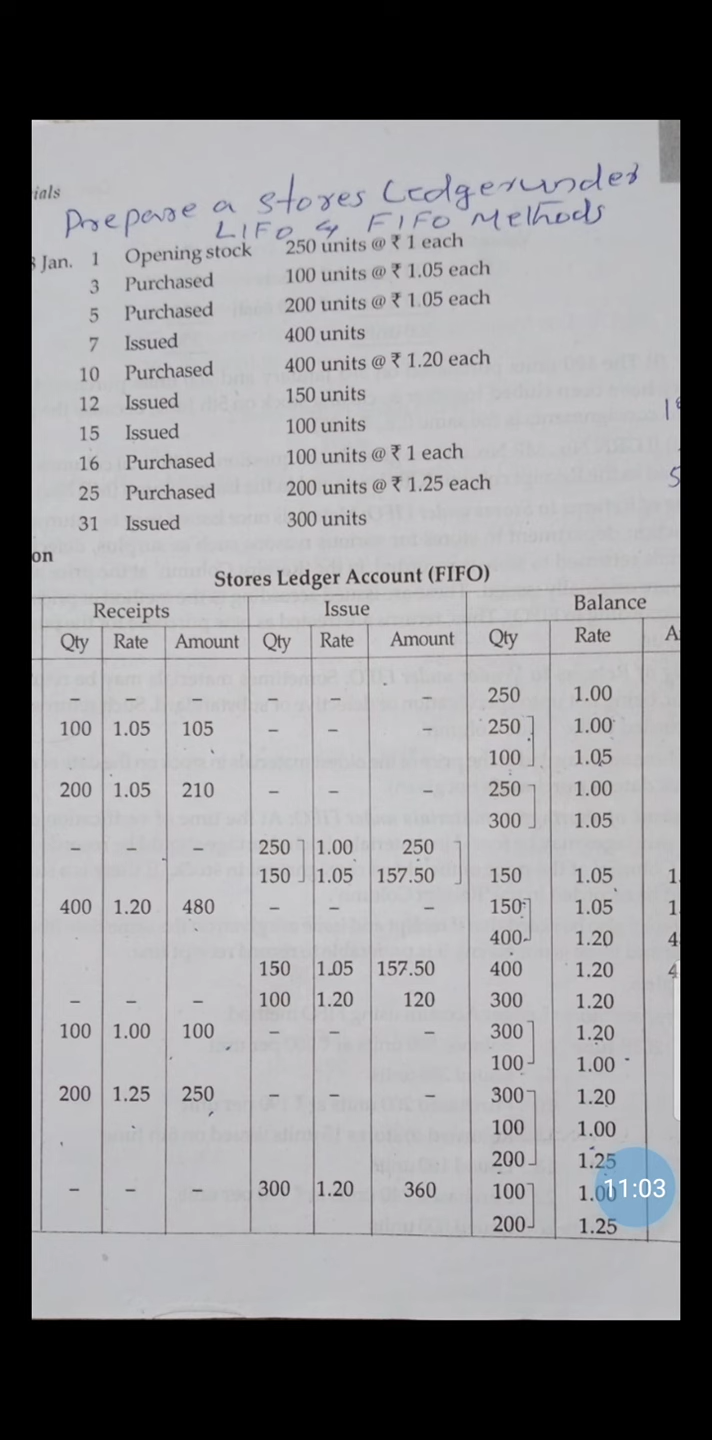 ials
Prepare a Stores Ledger under
LIFO & FIFO Methods
Jan. 1 Opening stock 250 units @ ₹ 1 each
3 Purchased 100 units @ ₹ 1.05 each
5 Purchased 200 units @ ₹ 1.05 each
7 Issued 400 units
10 Purchased 400 units @ ₹ 1.20 each
12 Issued 150 units
15 Issued 100 units
16 Purchased 100 units @ ₹ 1 each
25 Purchased 200 units @ ₹ 1.25 each
31 Issued 300 units
on
Stores Ledger Account (FIFO)
Receipts Issue Balance
Qty Rate Amount Qty Rate Amount Qty Rate A
– – – – – – 250 1.00
100 1.05 105 – – 250 1.00
100 1.05
200 1.05 210 – – – 250 1.00
300 1.05
250 1.00 250
150 1.05 157.50 150 1.05 1
400 1.20 480 – – – 150 1.05 1
400 1.20 4
150 1.05 157.50 400 1.20 4
– – – 100 1.20 120 300 1.20
100 1.00 100 – – – 300 1.20
100 1.00
200 1.25 250 – – – 300 1.20
100 1.00
200 1.25
– – – 300 1.20 360 100 1.00
200 1.25
11:03